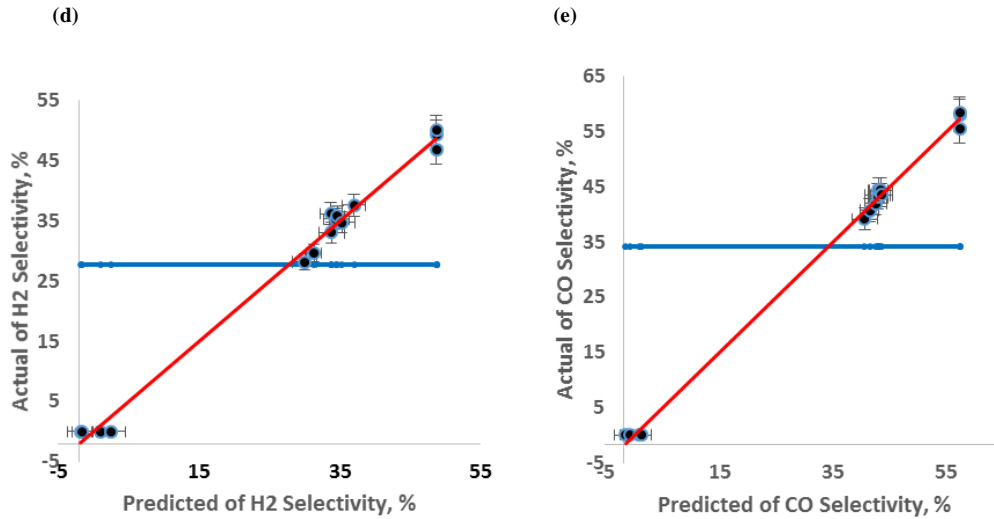 (d)
55
45
35
25
15
5
-5
Actual of H2 Selectivity, %
-5 15 35 55
Predicted of H2 Selectivity, %
(e)
65
55
45
35
25
15
5
-5
Actual of CO Selectivity, %
-5 15 35 55
Predicted of CO Selectivity, %